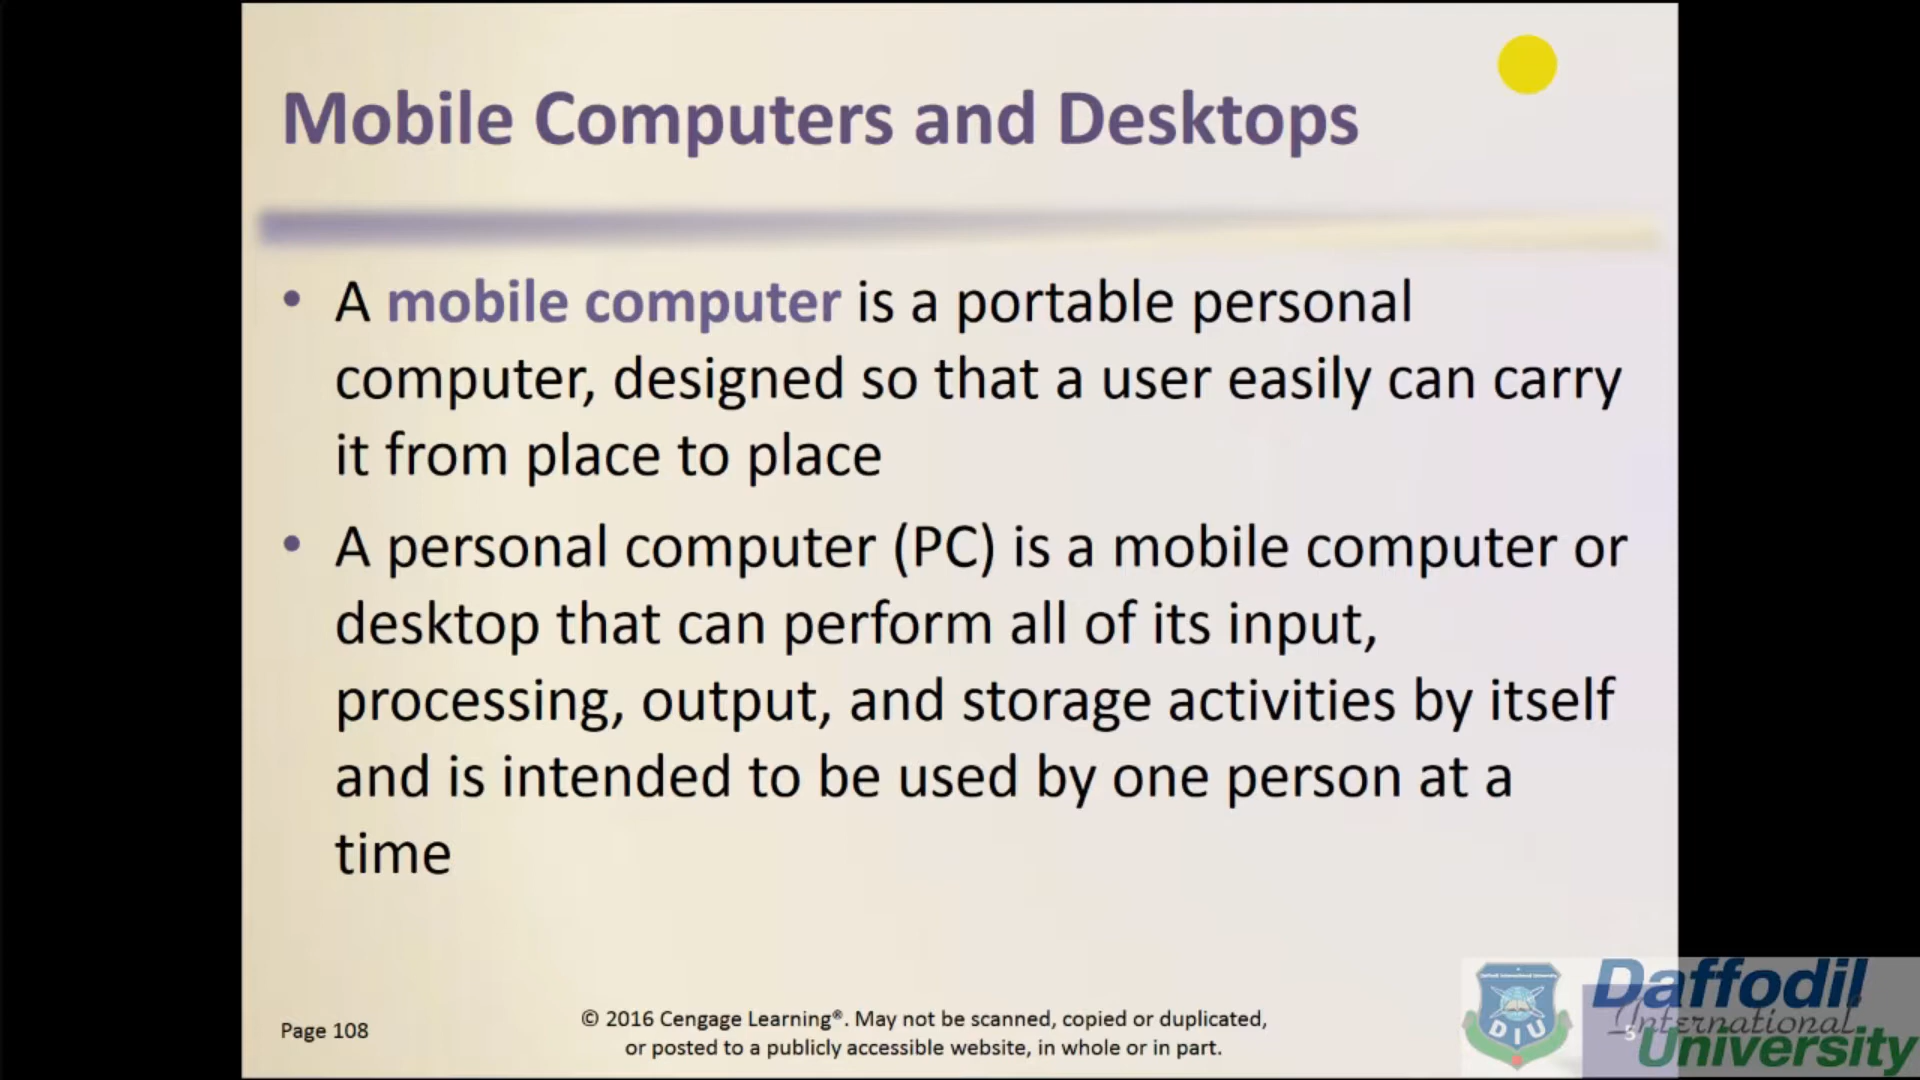 Mobile Computers and Desktops
• A mobile computer is a portable personal
computer, designed so that a user easily can carry
it from place to place
• A personal computer (PC) is a mobile computer or
desktop that can perform all of its input,
processing, output, and storage activities by itself
and is intended to be used by one person at a
time
Page 108
© 2016 Cengage Learning®. May not be scanned, copied or duplicated,
or posted to a publicly accessible website, in whole or in part.
5
DIU
Daffodil
International
University